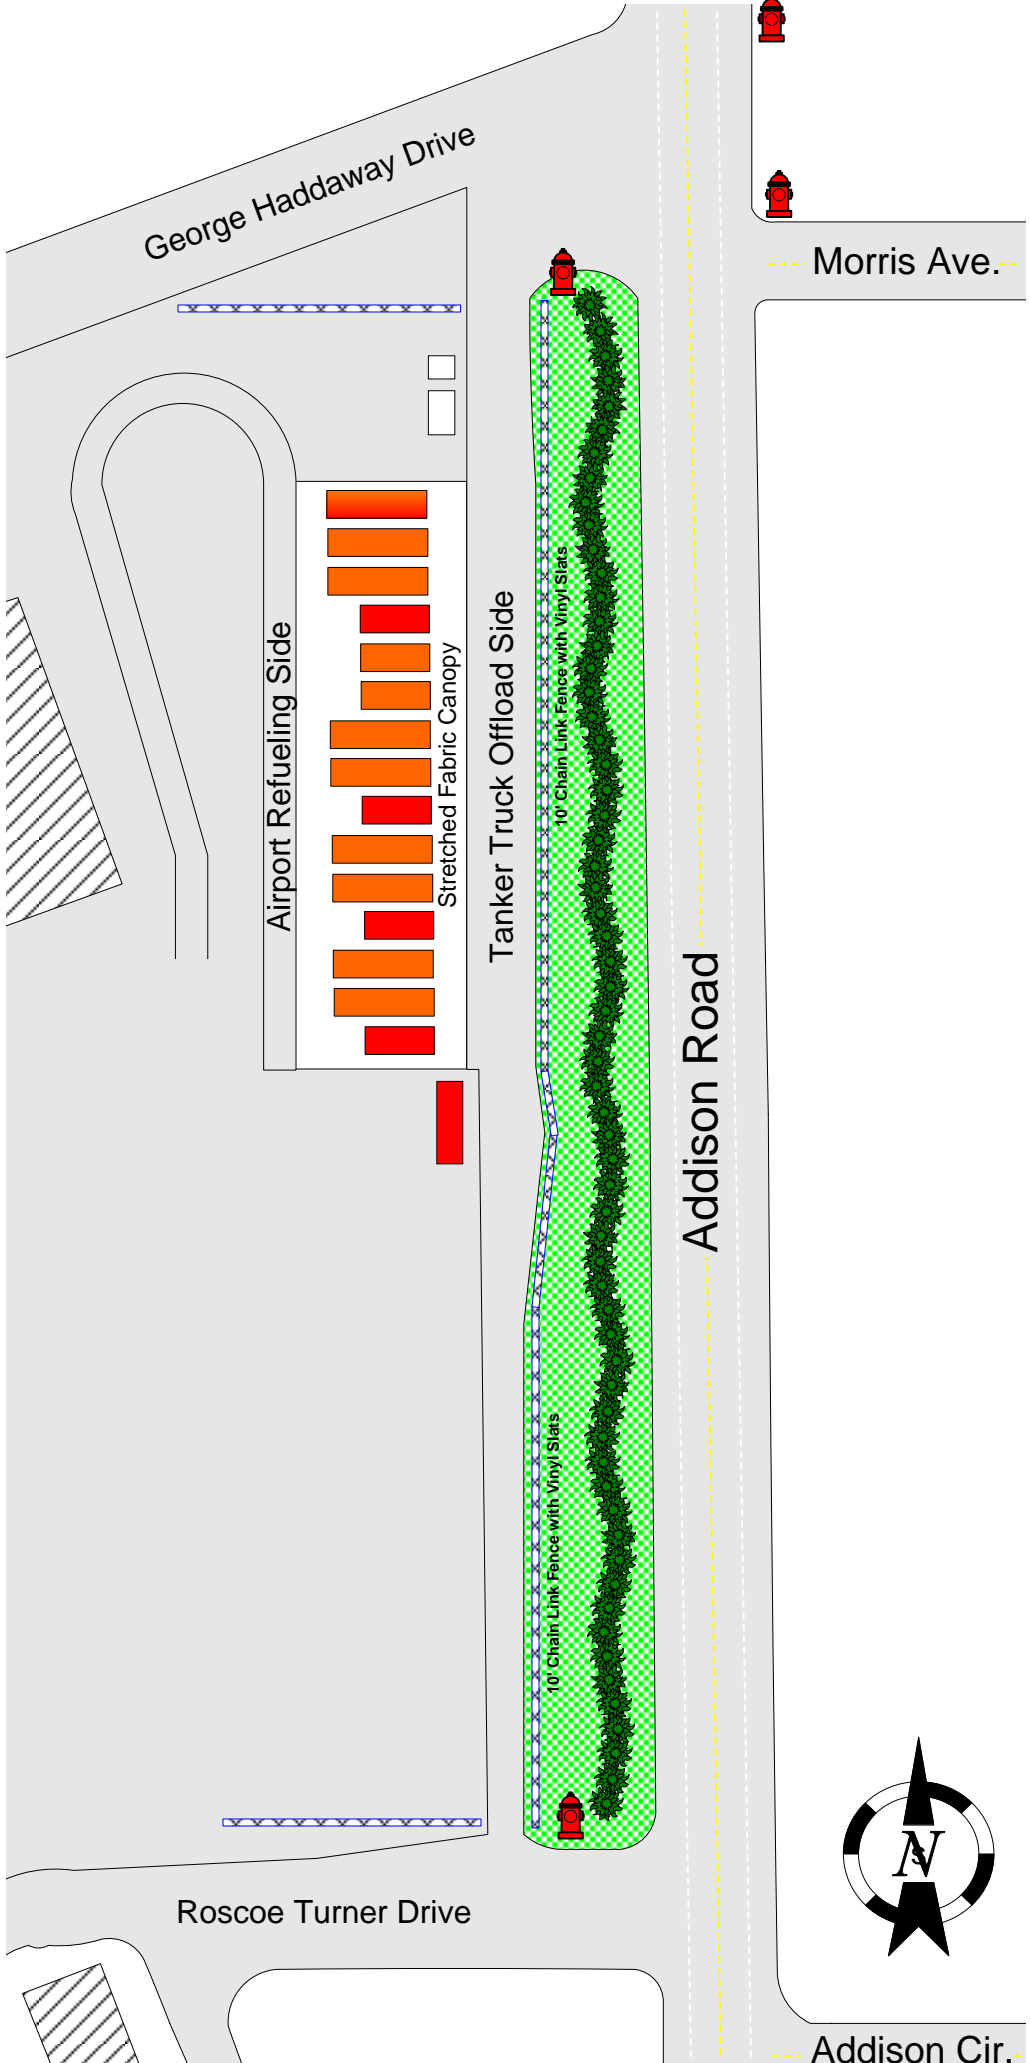 George Haddaway Drive
Morris Ave.
Airport Refueling Side
Stretched Fabric Canopy
Tanker Truck Offload Side
10' Chain Link Fence with Vinyl Slats
Addison Road
10' Chain Link Fence with Vinyl Slats
N
S
Roscoe Turner Drive
Addison Cir.